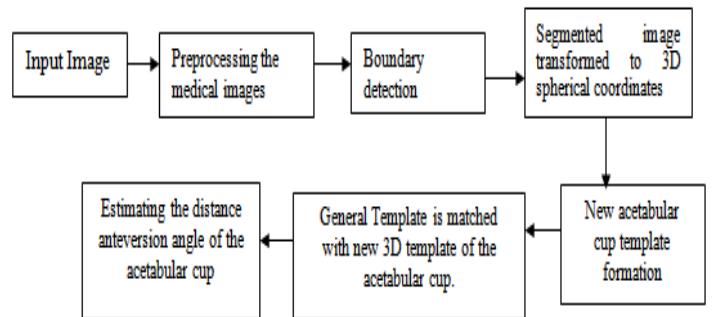 Input Image
Preprocessing the
medical images
Boundary
detection
Segmented image
transformed to 3D
spherical coordinates
New acetabular
cup template
formation
General Template is matched
with new 3D template of the
acetabular cup.
Estimating the distance
anteversion angle of the
acetabular cup